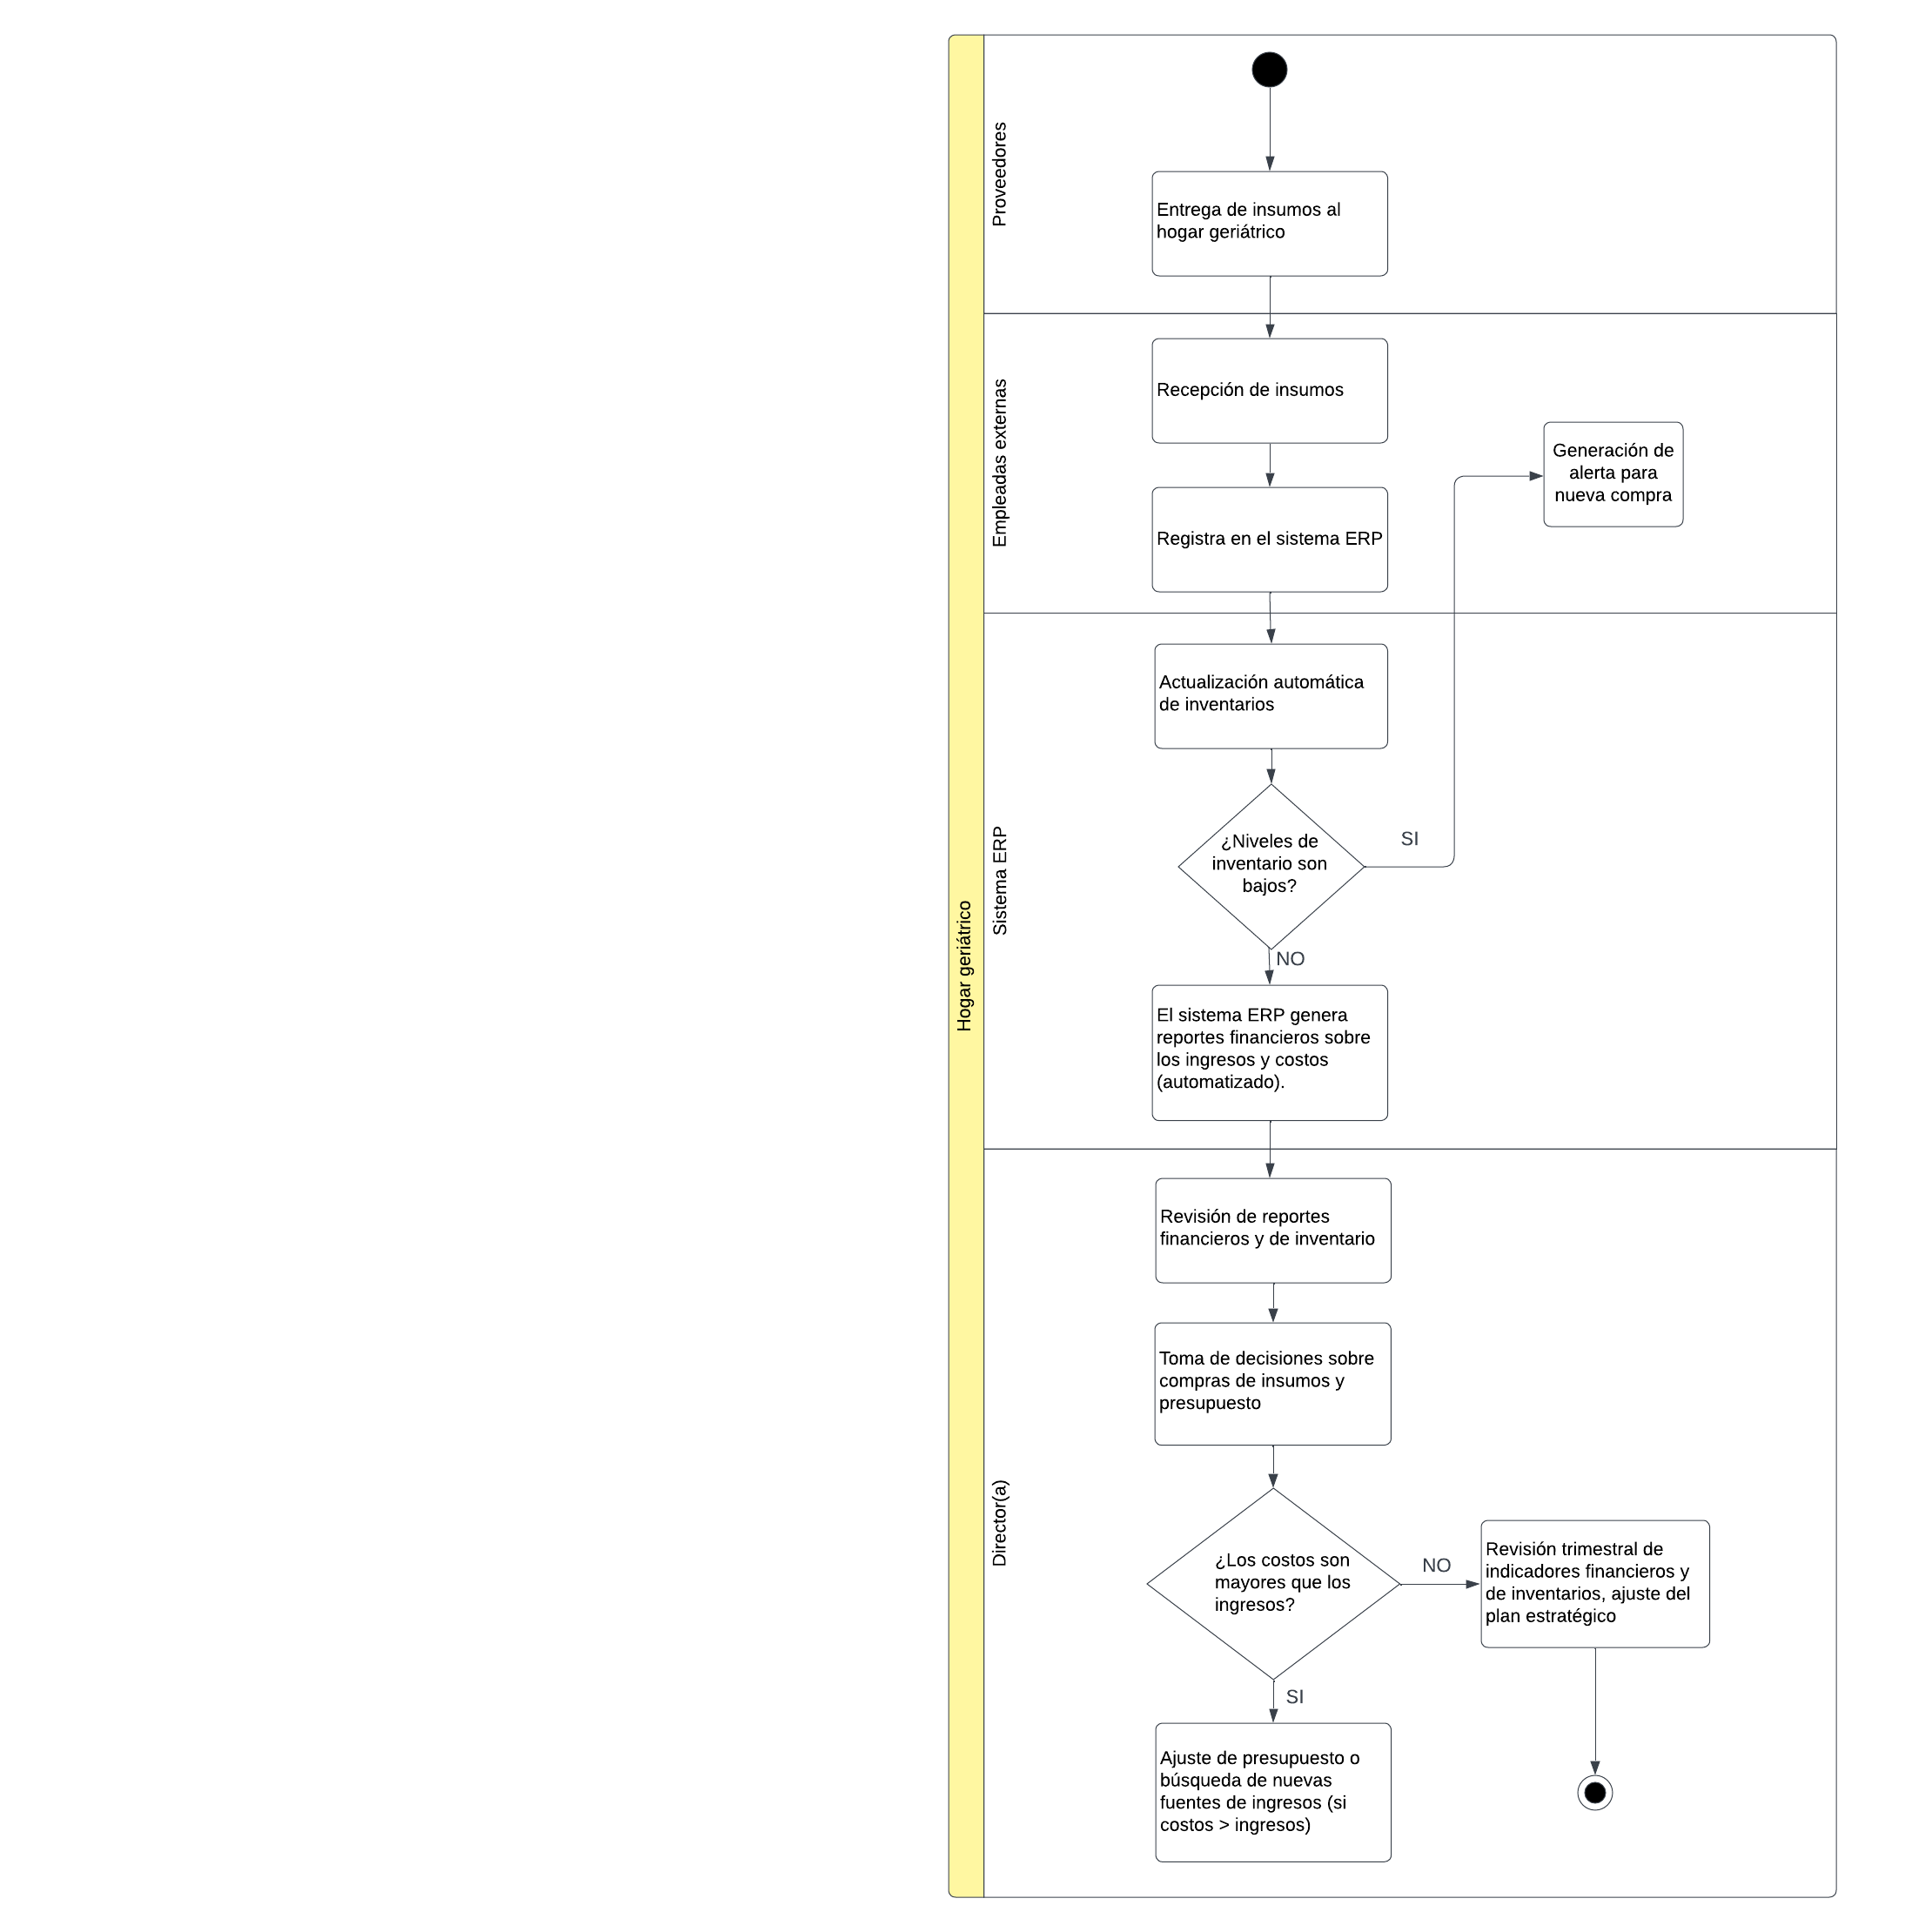 Hogar geriátrico
Proveedores
Entrega de insumos al
hogar geriátrico
Empleadas externas
Recepción de insumos
Registra en el sistema ERP
Generación de
alerta para
nueva compra
Sistema ERP
Actualización automática
de inventarios
¿Niveles de
inventario son
bajos?
SI
NO
El sistema ERP genera
reportes financieros sobre
los ingresos y costos
(automatizado).
Director(a)
Revisión de reportes
financieros y de inventario
Toma de decisiones sobre
compras de insumos y
presupuesto
¿Los costos son
mayores que los
ingresos?
NO
Revisión trimestral de
indicadores financieros y
de inventarios, ajuste del
plan estratégico
SI
Ajuste de presupuesto o
búsqueda de nuevas
fuentes de ingresos (si
costos > ingresos)